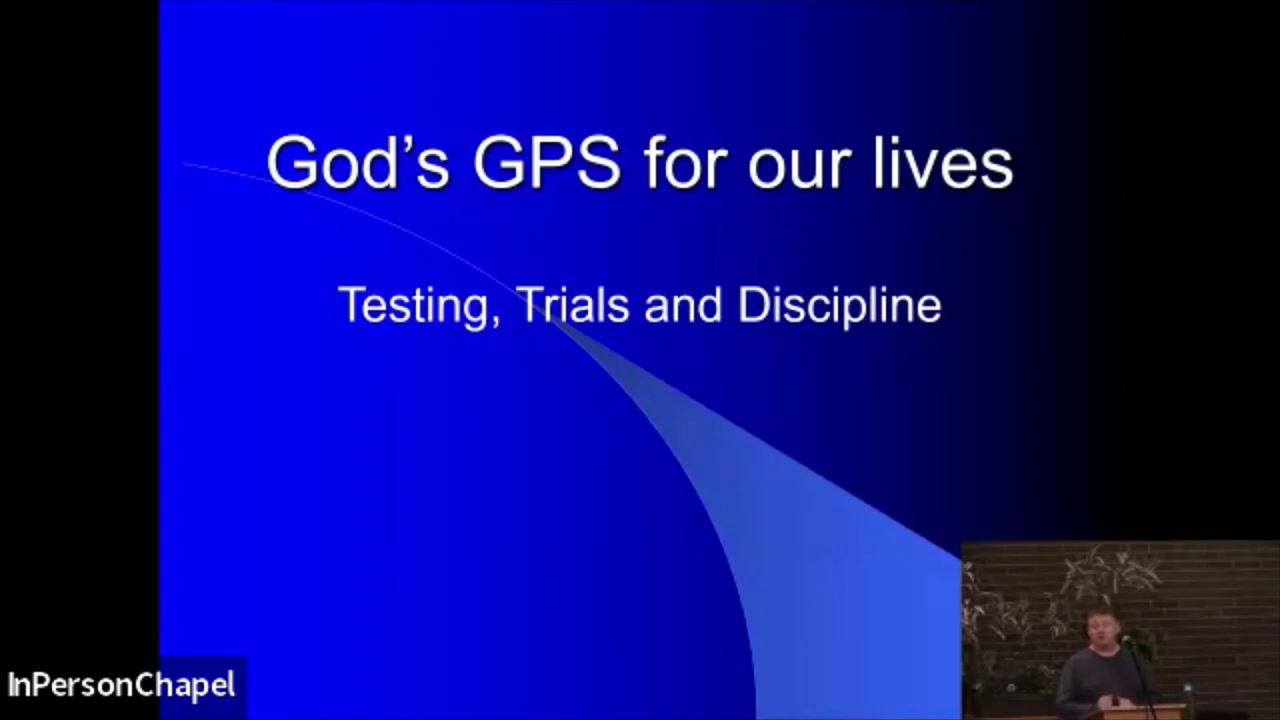 God’s GPS for our lives
Testing, Trials and Discipline
InPersonChapel